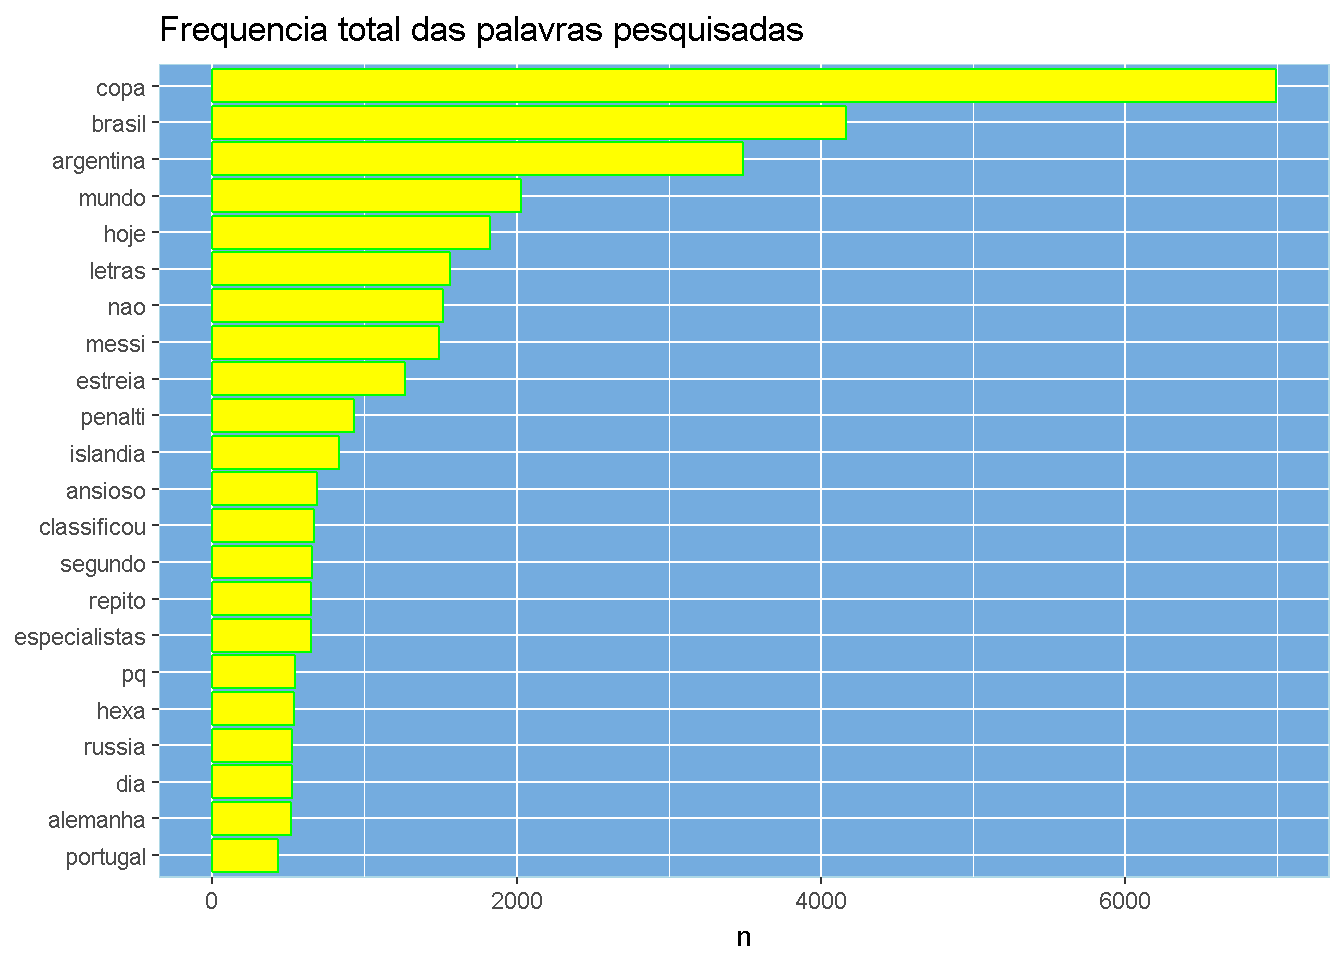 Frequencia total das palavras pesquisadas
copa
brasil
argentina
mundo
hoje
letras
nao
messi
estreia
penalti
islandia
ansioso
classificou
segundo
repito
especialistas
pq
hexa
russia
dia
alemanha
portugal
0 2000 4000 6000
n